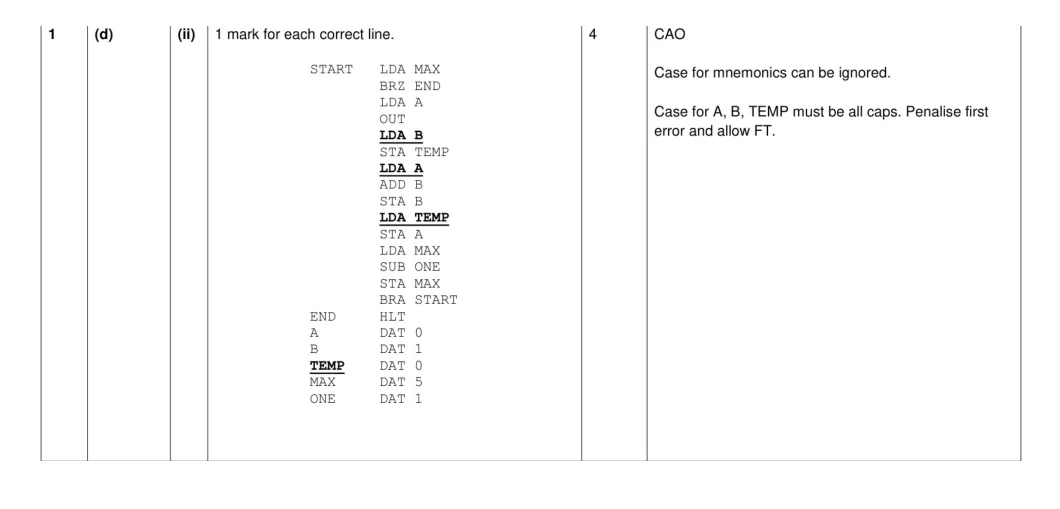 1 (d) (ii) 1 mark for each correct line. 4 CAO
START LDA MAX
Case for mnemonics can be ignored.
BRZ END
LDA A
Case for A, B, TEMP must be all caps. Penalise first
OUT
error and allow FT.
LDA B
STA TEMP
LDA A
ADD B
STA B
LDA TEMP
STA A
LDA MAX
SUB ONE
STA MAX
BRA START
END HLT
A DAT 0
B DAT 1
TEMP DAT 0
MAX DAT 5
ONE DAT 1